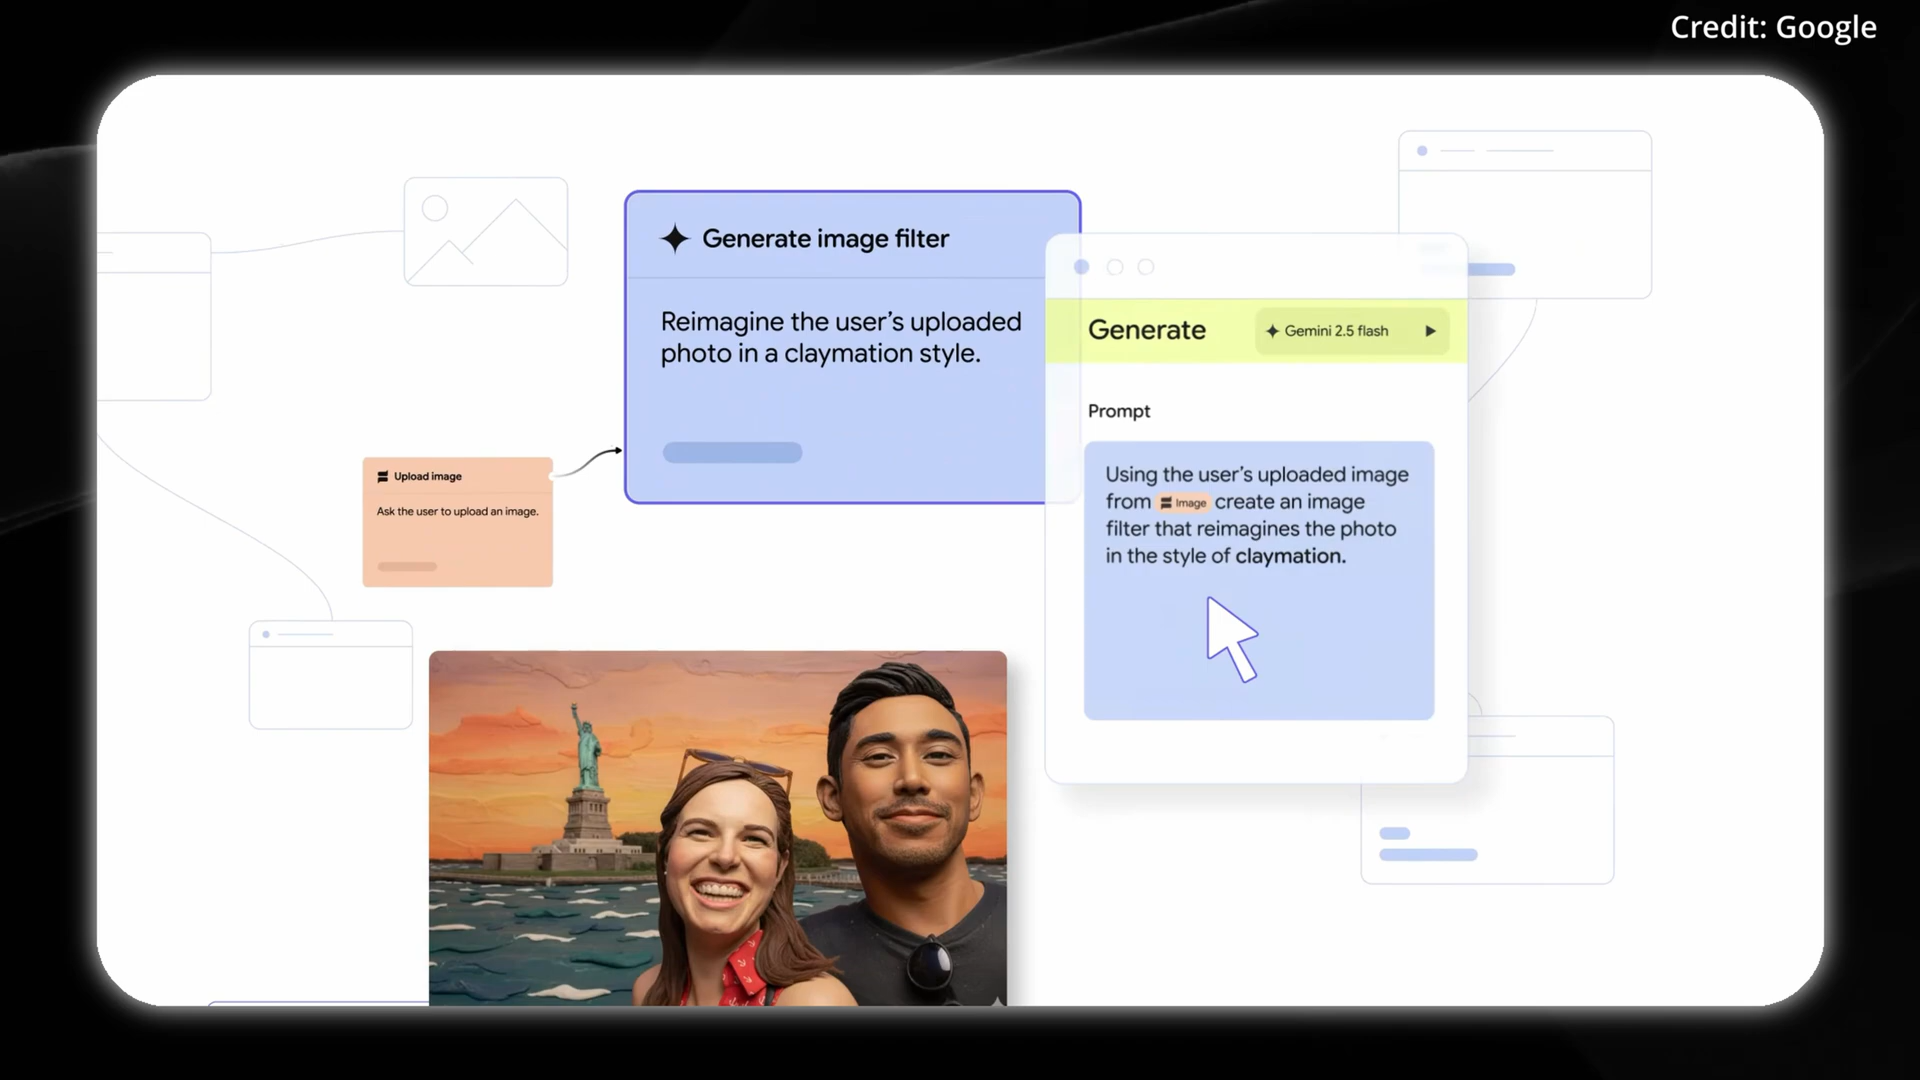 Credit: Google
Generate image filter
Reimagine the user’s uploaded
photo in a claymation style.
Upload image
Ask the user to upload an image.
Generate
Gemini 2.5 flash
Prompt
Using the user’s uploaded image
from Image create an image
filter that reimagines the photo
in the style of claymation.